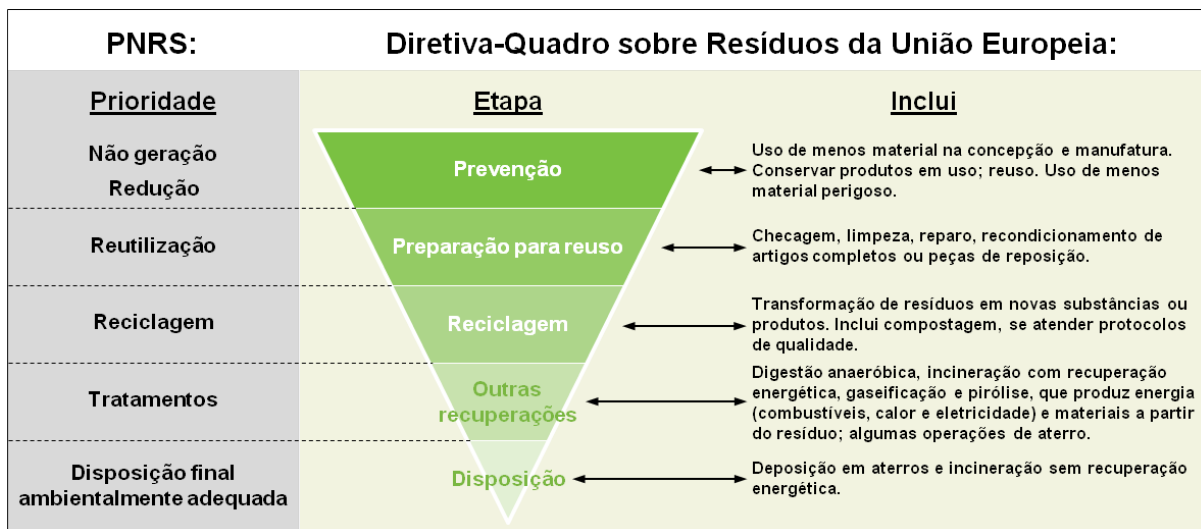 PNRS:
Diretiva-Quadro sobre Resíduos da União Europeia:
Prioridade
Etapa
Inclui
Não geração
Redução
Prevenção
Uso de menos material na concepção e manufatura.
Conservar produtos em uso; reuso. Uso de menos
material perigoso.
Reutilização
Preparação para reuso
Checagem, limpeza, reparo, recondicionamento de
artigos completos ou peças de reposição.
Reciclagem
Reciclagem
Transformação de resíduos em novas substâncias ou
produtos. Inclui compostagem, se atender protocolos
de qualidade.
Tratamentos
Outras
recuperações
Digestão anaeróbica, incineração com recuperação
energética, gaseificação e pirólise, que produz energia
(combustíveis, calor e eletricidade) e materiais a partir
do resíduo; algumas operações de aterro.
Disposição final
ambientalmente adequada
Disposição
Deposição em aterros e incineração sem recuperação
energética.